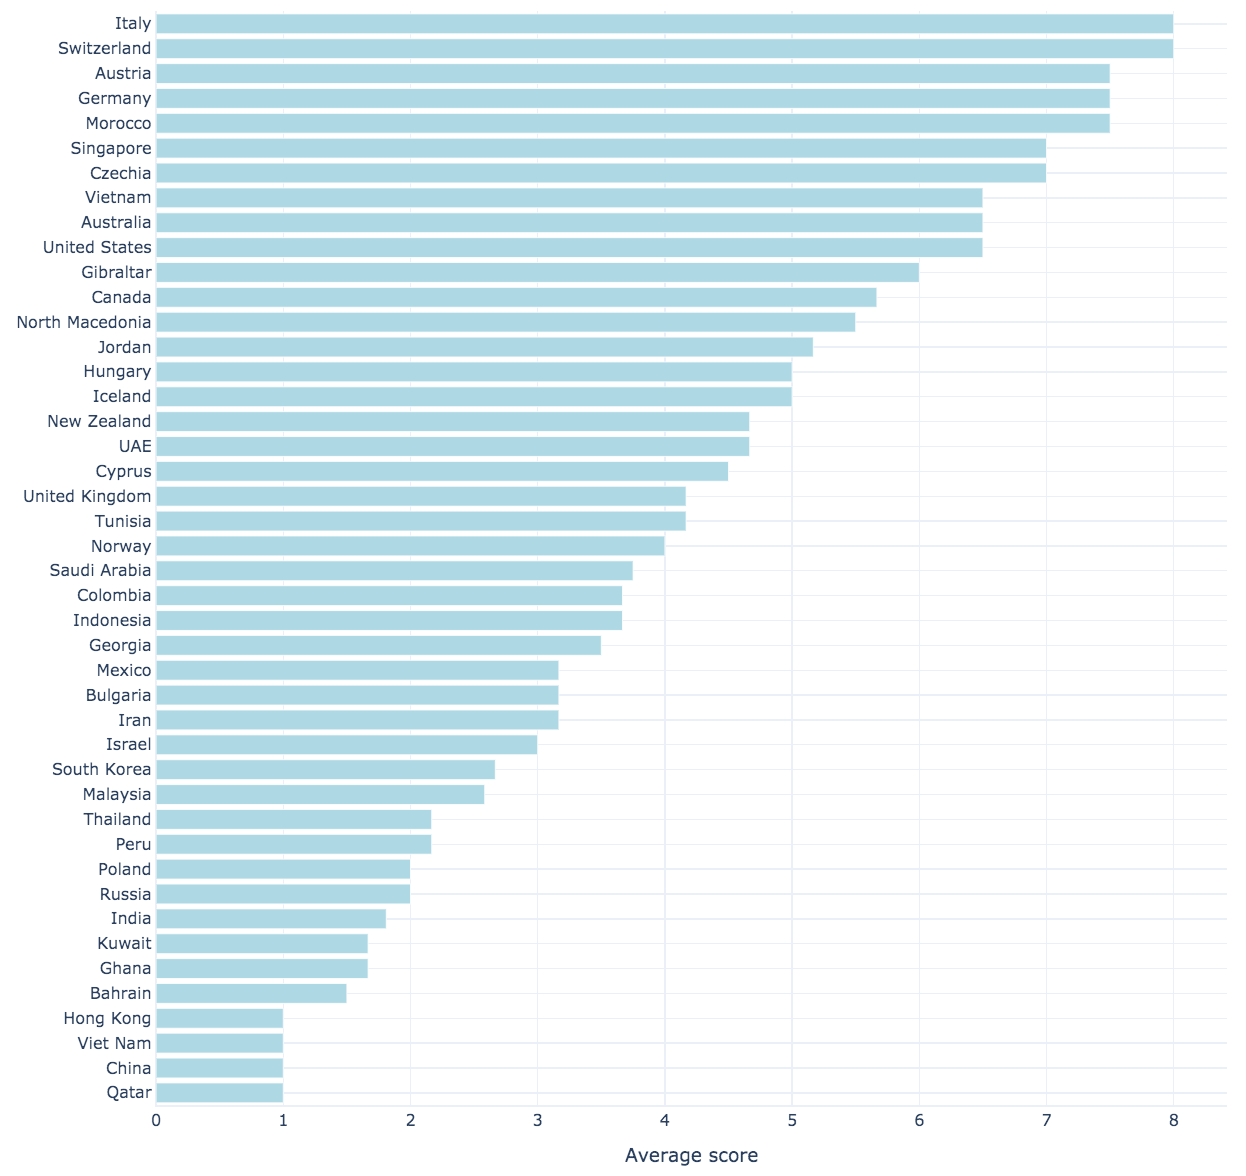 Italy
Switzerland
Austria
Germany
Morocco
Singapore
Czechia
Vietnam
Australia
United States
Gibraltar
Canada
North Macedonia
Jordan
Hungary
Iceland
New Zealand
UAE
Cyprus
United Kingdom
Tunisia
Norway
Saudi Arabia
Colombia
Indonesia
Georgia
Mexico
Bulgaria
Iran
Israel
South Korea
Malaysia
Thailand
Peru
Poland
Russia
India
Kuwait
Ghana
Bahrain
Hong Kong
Viet Nam
China
Qatar
0 1 2 3 4 5 6 7 8
Average score